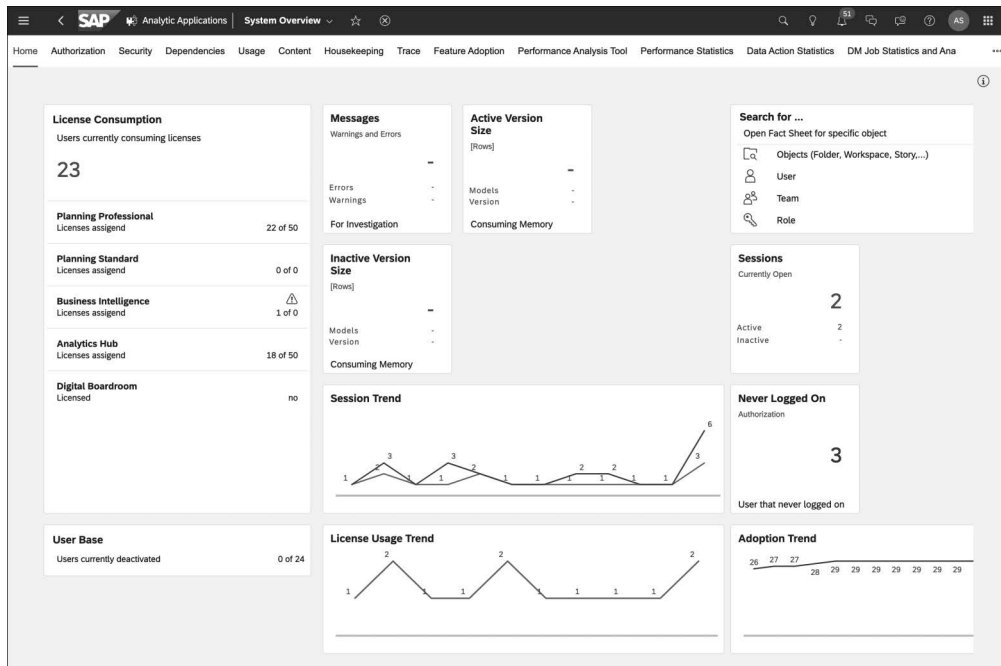 SAP Analytic Applications System Overview 51 AS
Home Authorization Security Dependencies Usage Content Housekeeping Trace Feature Adoption Performance Analysis Tool Performance Statistics Data Action Statistics DM Job Statistics and Ana ...
License Consumption
Users currently consuming licenses
23
Planning Professional
Licenses assigend 22 of 50
Planning Standard
Licenses assigend 0 of 0
Business Intelligence
Licenses assigend 1 of 0
Analytics Hub
Licenses assigend 18 of 50
Digital Boardroom
Licensed no
User Base
Users currently deactivated 0 of 24
Messages
Warnings and Errors
-
Errors -
Warnings -
For Investigation
Active Version
Size
[Rows]
-
Models -
Version -
Consuming Memory
Inactive Version
Size
[Rows]
-
Models -
Version -
Consuming Memory
Session Trend
1 2 3 1 1 3 2 1 1 2 1 2 1 1 6 3
License Usage Trend
1 2 1 1 2 1 1 1 1 2
Search for ...
Open Fact Sheet for specific object
Objects (Folder, Workspace, Story,...)
User
Team
Role
Sessions
Currently Open
2
Active 2
Inactive -
Never Logged On
Authorization
3
User that never logged on
Adoption Trend
26 27 27 28 29 29 29 29 29 29 29